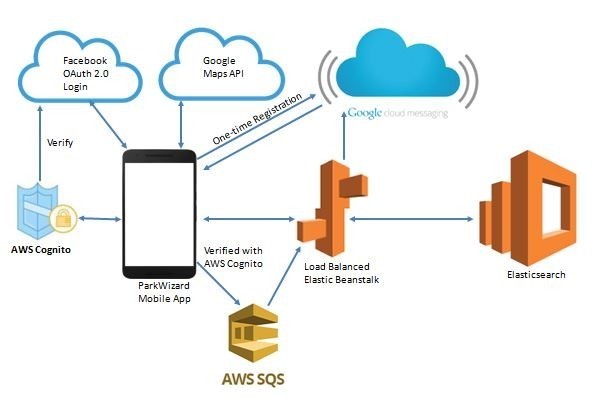 Facebook
OAuth 2.0
Login
Google
Maps API
Google cloud messaging
One-time Registration
Verify
AWS Cognito
Verified with
AWS Cognito
ParkWizard
Mobile App
Load Balanced
Elastic Beanstalk
Elasticsearch
AWS SQS